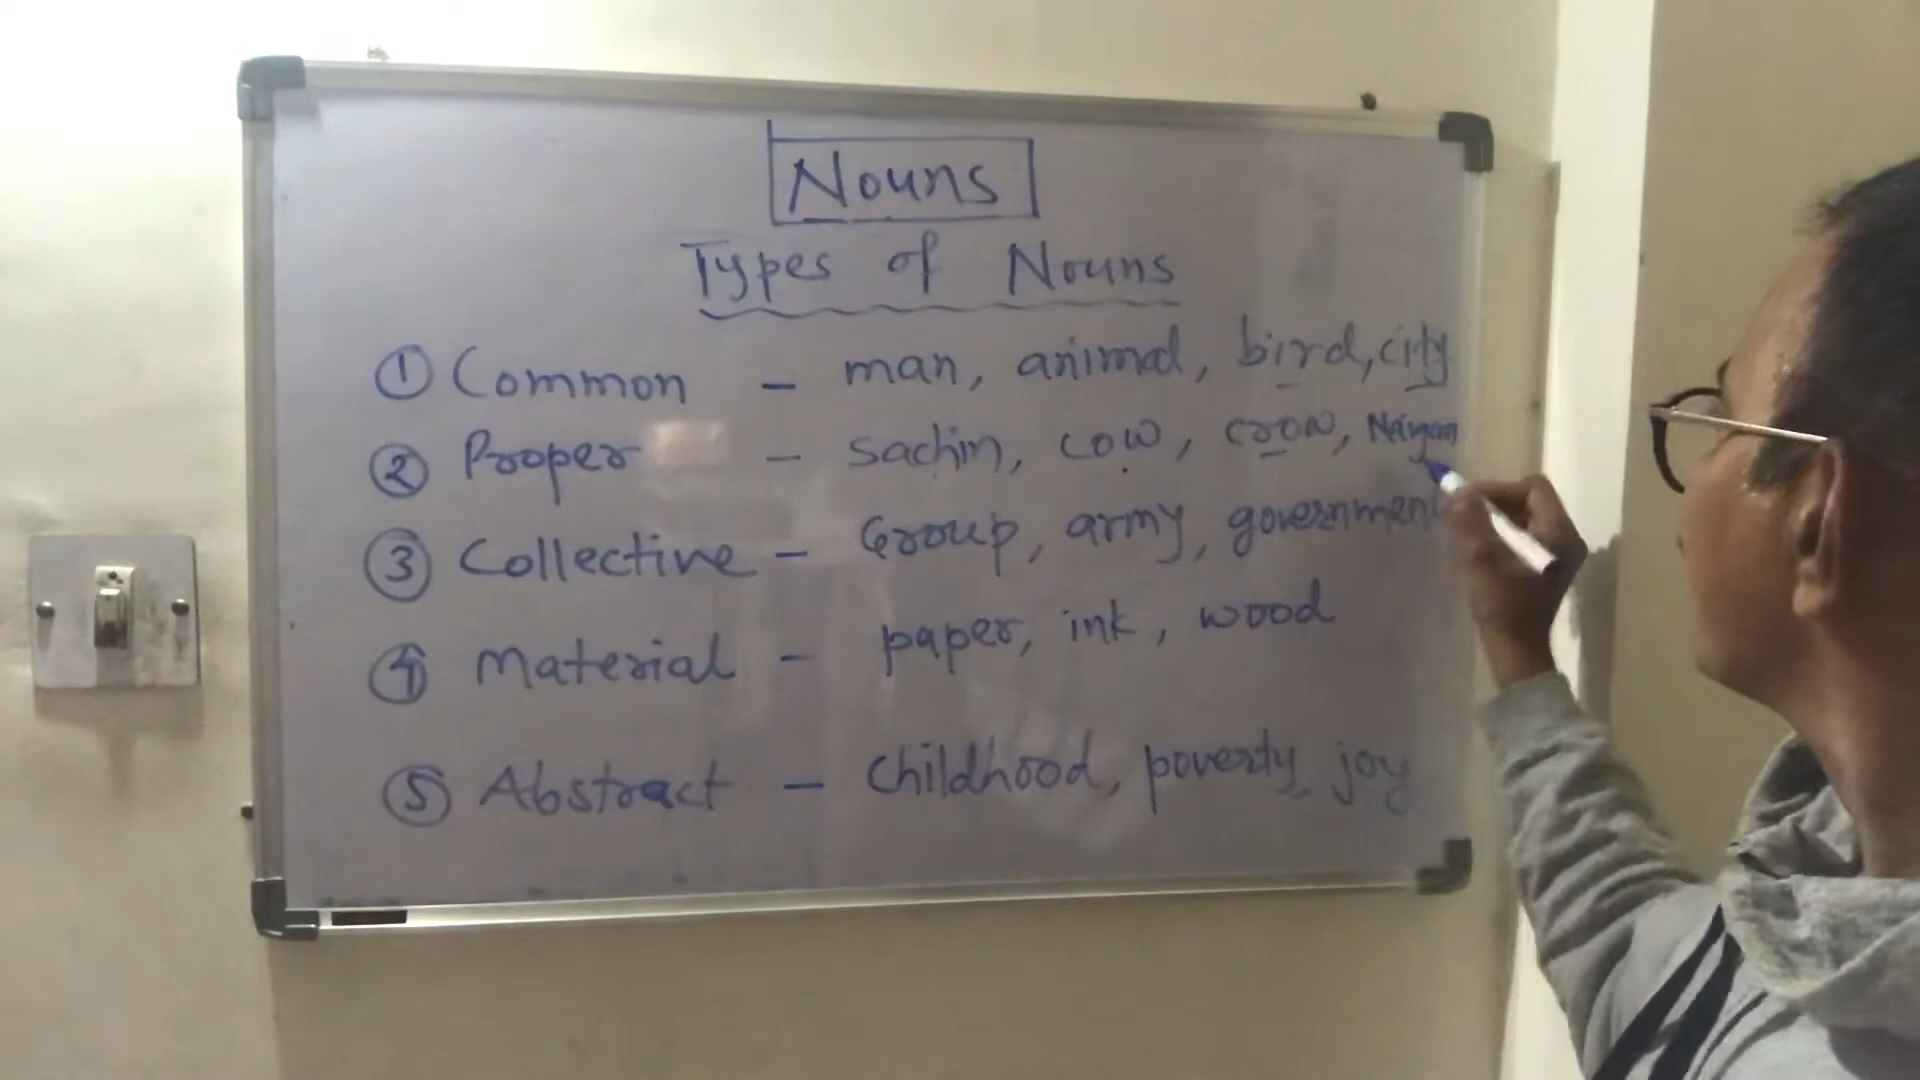 Nouns
Types of Nouns
① Common - man, animal, bird, city
② Proper - sachin, cow, crow,
③ Collective - Group, army, government
④ Material - paper, ink, wood
⑤ Abstract - childhood, poverty, joy